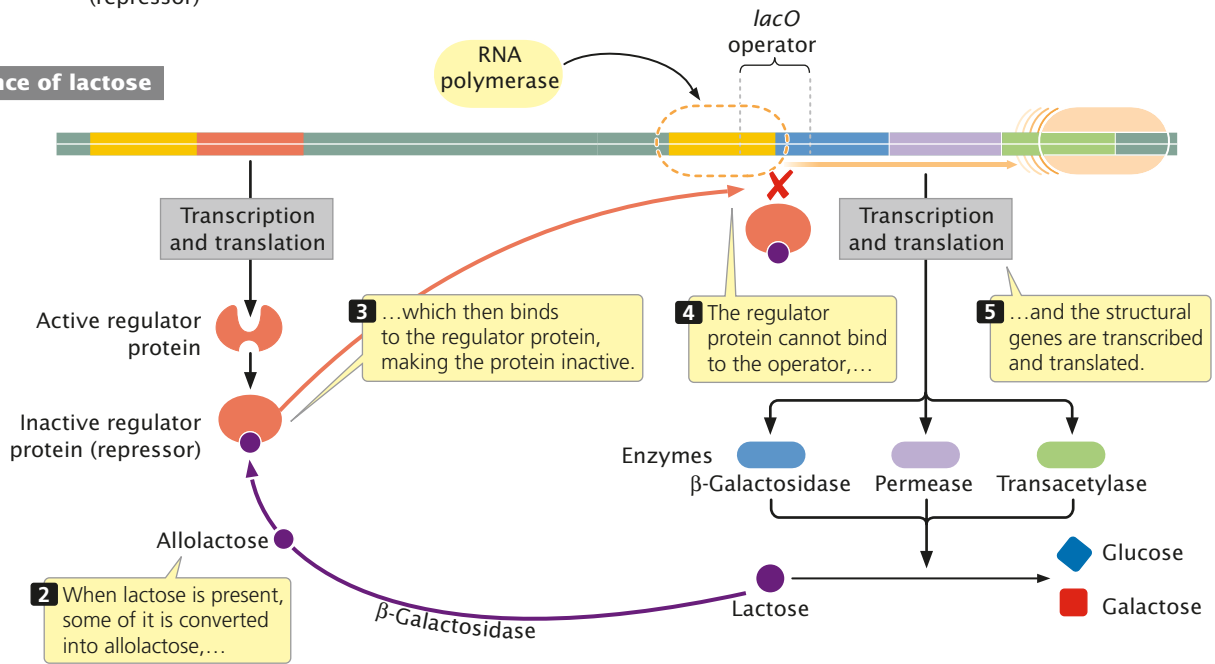 (repressor)
lacO
operator
RNA
polymerase
nce of lactose
Transcription
and translation
Transcription
and translation
Active regulator
protein
3 …which then binds
to the regulator protein,
making the protein inactive.
4 The regulator
protein cannot bind
to the operator,…
5 …and the structural
genes are transcribed
and translated.
Inactive regulator
protein (repressor)
Enzymes
β-Galactosidase
Permease
Transacetylase
Allolactose
Glucose
2 When lactose is present,
some of it is converted
into allolactose,…
β-Galactosidase
Lactose
Galactose